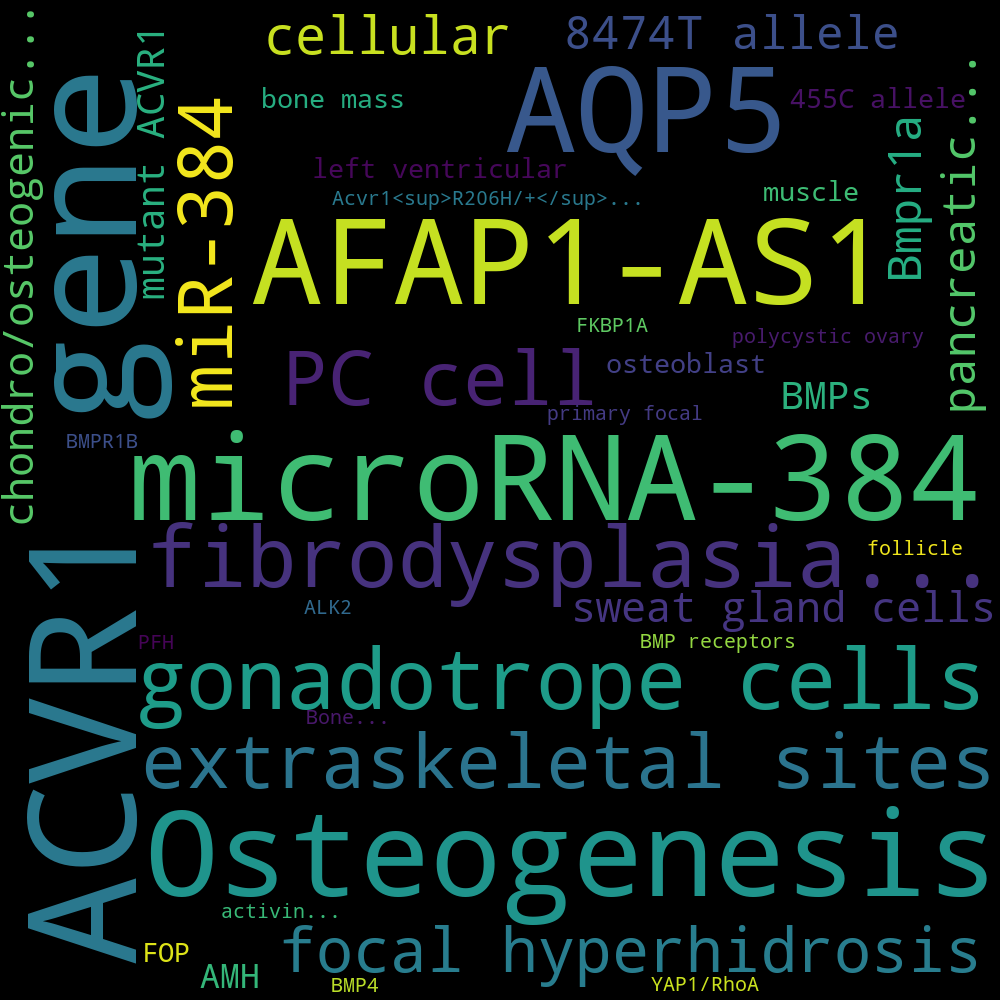 cellular
8474T allele
chondro/osteogenic...
gene
mutant ACVR1
miR-384
bone mass
AQP5
455C allele
left ventricular
Acvr1<sup>R206H/+</sup>...
muscle
Bmpr1a
pancreatic...
AFAP1-AS1
FKBP1A
polycystic ovary
PC cell
osteoblast
BMPs
primary focal
BMPR1B
microRNA-384
fibrodysplasia...
follicle
ACVR1
ALK2
sweat gland cells
PFH
BMP receptors
gonadotrope cells
Bone...
extraskeletal sites
Osteogenesis
activin...
FOP
focal hyperhidrosis
AMH
BMP4
YAP1/RhoA